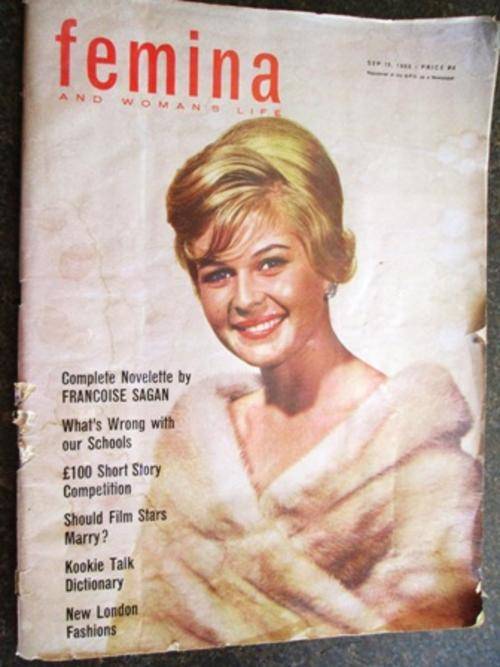 femina
AND WOMAN'S LIFE
Complete Novelette by
FRANCOISE SAGAN
What's Wrong with
our Schools
£100 Short Story
Competition
Should Film Stars
Marry?
Kookie Talk
Dictionary
New London
Fashions